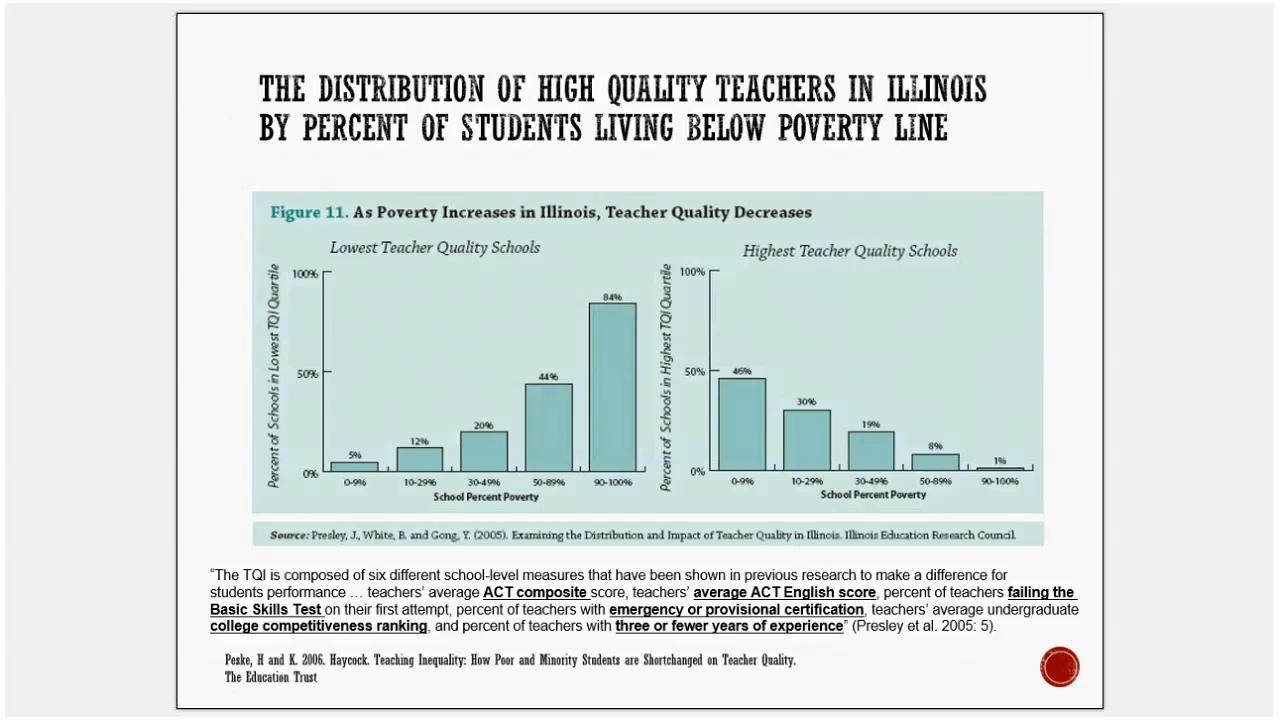 THE DISTRIBUTION OF HIGH QUALITY TEACHERS IN ILLINOIS
BY PERCENT OF STUDENTS LIVING BELOW POVERTY LINE
Figure 11. As Poverty Increases in Illinois, Teacher Quality Decreases
Lowest Teacher Quality Schools
Percent of Schools in Lowest TQI Quartile
100%
50%
0%
5%
12%
20%
44%
84%
0-9%
10-29%
30-49%
50-89%
90-100%
School Percent Poverty
Highest Teacher Quality Schools
Percent of Schools in Highest TQI Quartile
100%
50%
0%
46%
30%
19%
8%
1%
0-9%
10-29%
30-49%
50-89%
90-100%
School Percent Poverty
Source: Presley, J., White, B. and Gong, Y. (2005). Examining the Distribution and Impact of Teacher Quality in Illinois. Illinois Education Research Council.
“The TQI is composed of six different school-level measures that have been shown in previous research to make a difference for
students performance … teachers’ average ACT composite score, teachers’ average ACT English score, percent of teachers failing the
Basic Skills Test on their first attempt, percent of teachers with emergency or provisional certification, teachers’ average undergraduate
college competitiveness ranking, and percent of teachers with three or fewer years of experience” (Presley et al. 2005: 5).
Peske, H and K. 2006. Haycock. Teaching Inequality: How Poor and Minority Students are Shortchanged on Teacher Quality.
The Education Trust